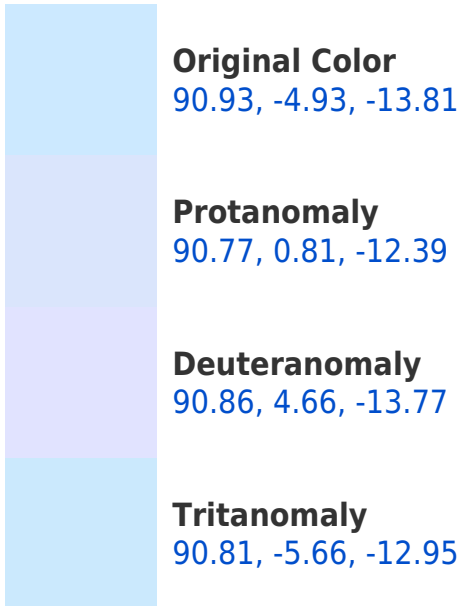 Original Color
90.93, -4.93, -13.81
Protanomaly
90.77, 0.81, -12.39
Deuteranomaly
90.86, 4.66, -13.77
Tritanomaly
90.81, -5.66, -12.95